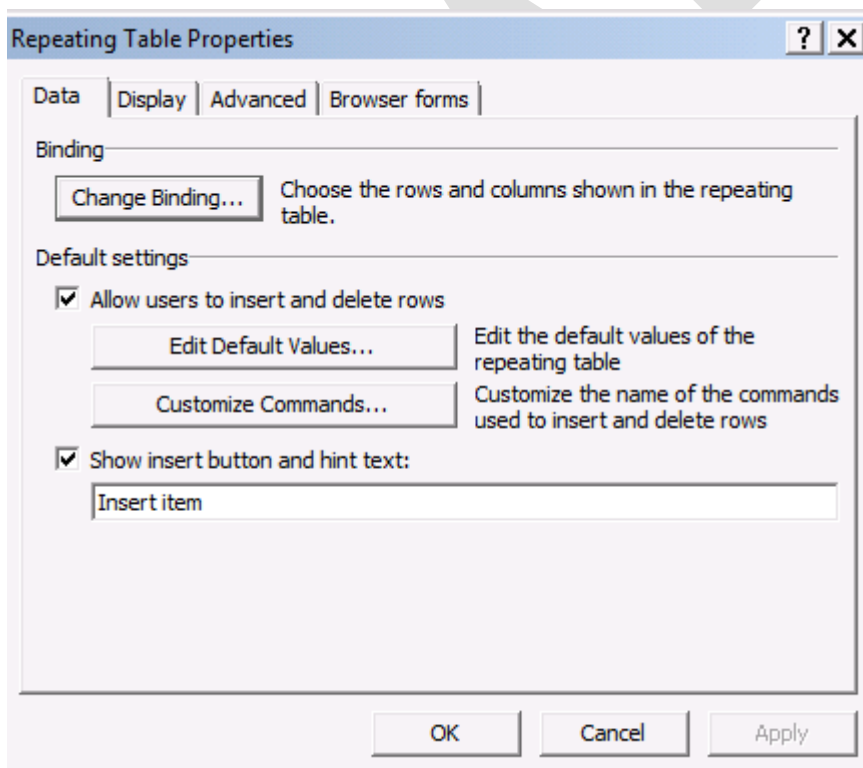 Repeating Table Properties
Data Display Advanced Browser forms
Binding
Change Binding... Choose the rows and columns shown in the repeating
table.
Default settings
Allow users to insert and delete rows
Edit Default Values... Edit the default values of the
repeating table
Customize Commands... Customize the name of the commands
used to insert and delete rows
Show insert button and hint text:
Insert item
OK Cancel Apply